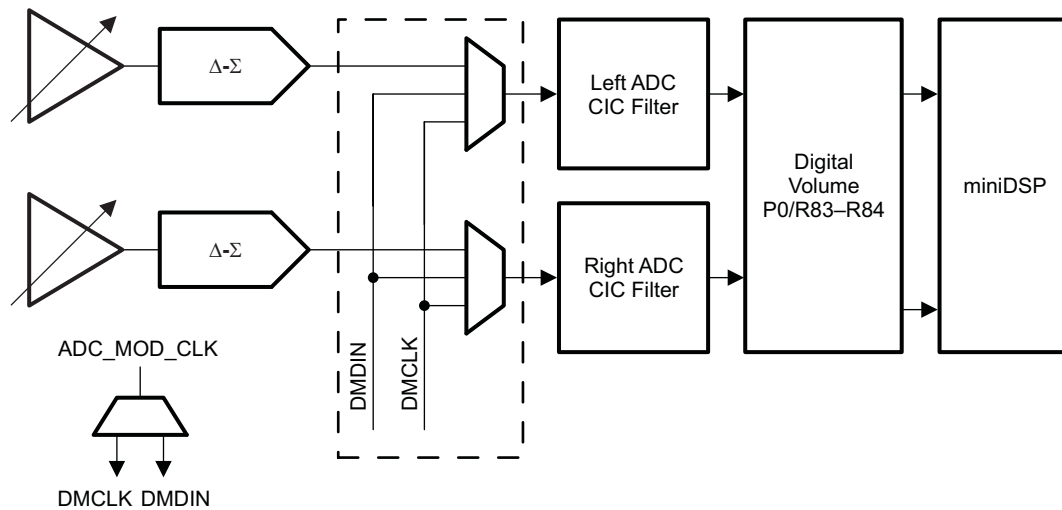 Δ-Σ
Left ADC
CIC Filter
Digital
Volume
P0/R83–R84
miniDSP
Δ-Σ
Right ADC
CIC Filter
DMDIN
DMCLK
ADC_MOD_CLK
DMCLK DMDIN